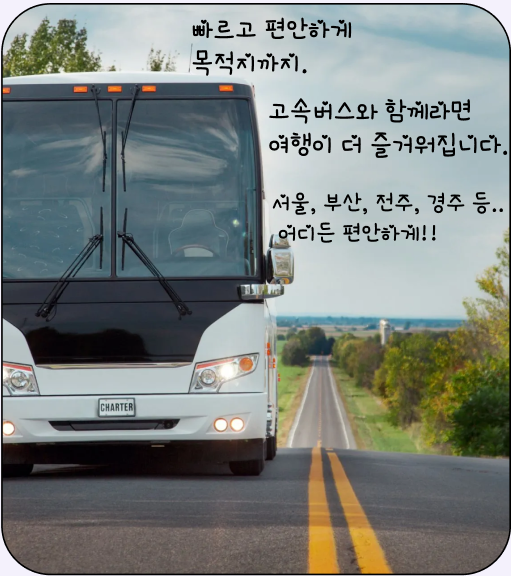 빠르고 편안하게
목적지까지.
고속버스와 함께라면
여행이 더 즐거워집니다.
서울, 부산, 전주, 경주 등..
어디든 편안하게!!
CHARTER